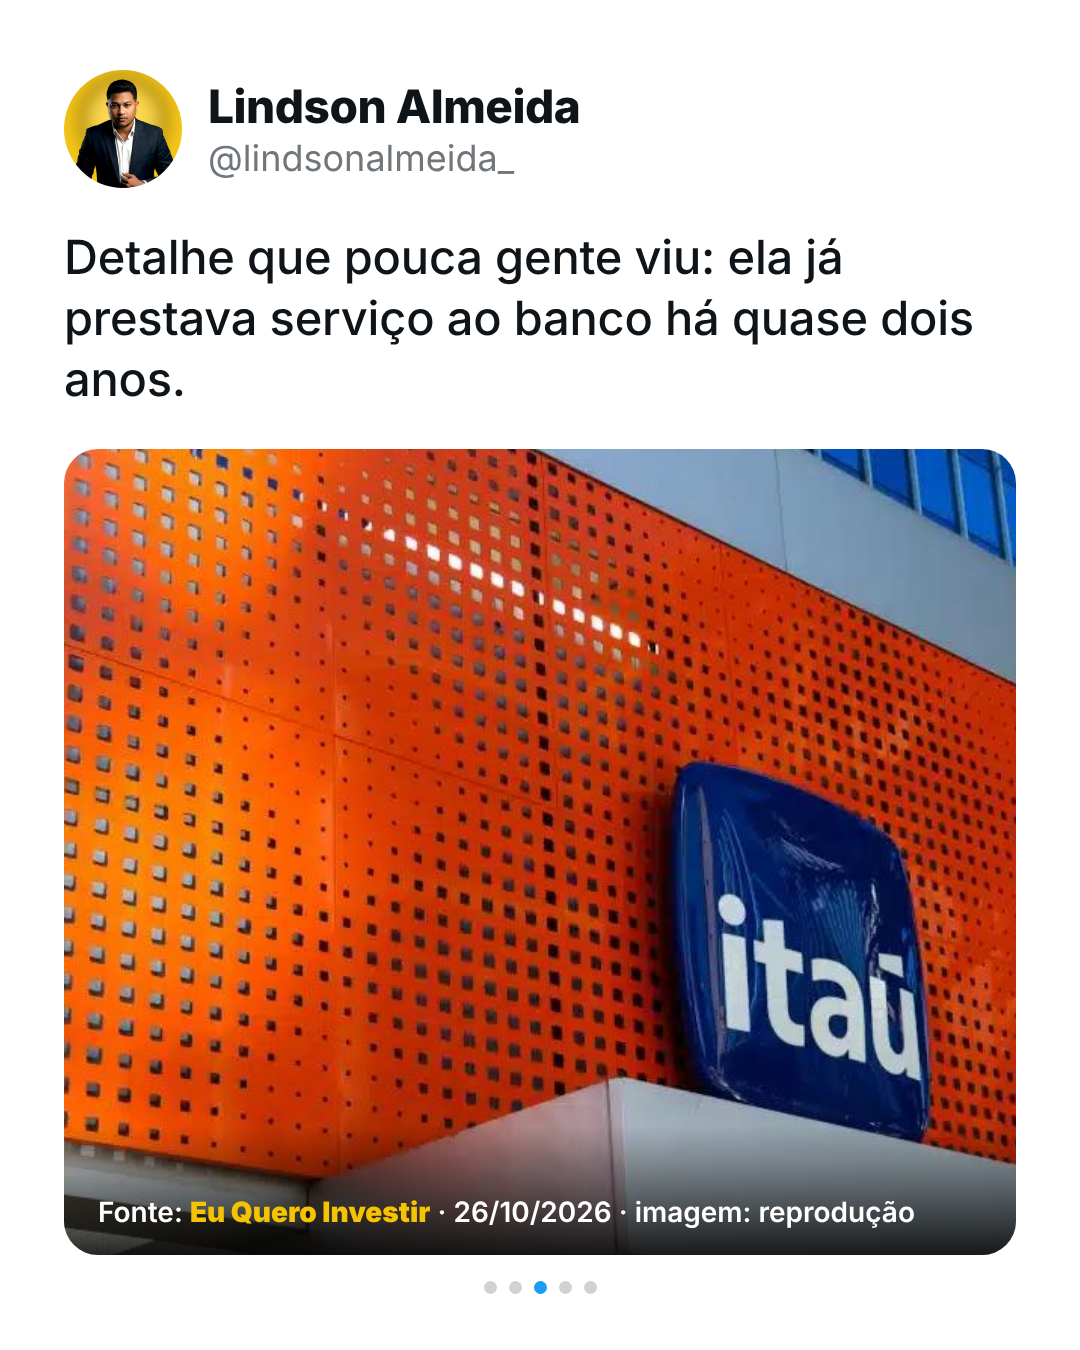 Lindson Almeida
@lindsonalmeida_
Detalhe que pouca gente viu: ela já
prestava serviço ao banco há quase dois
anos.
itaú
Fonte: Eu Quero Investir · 26/10/2026 · imagem: reprodução